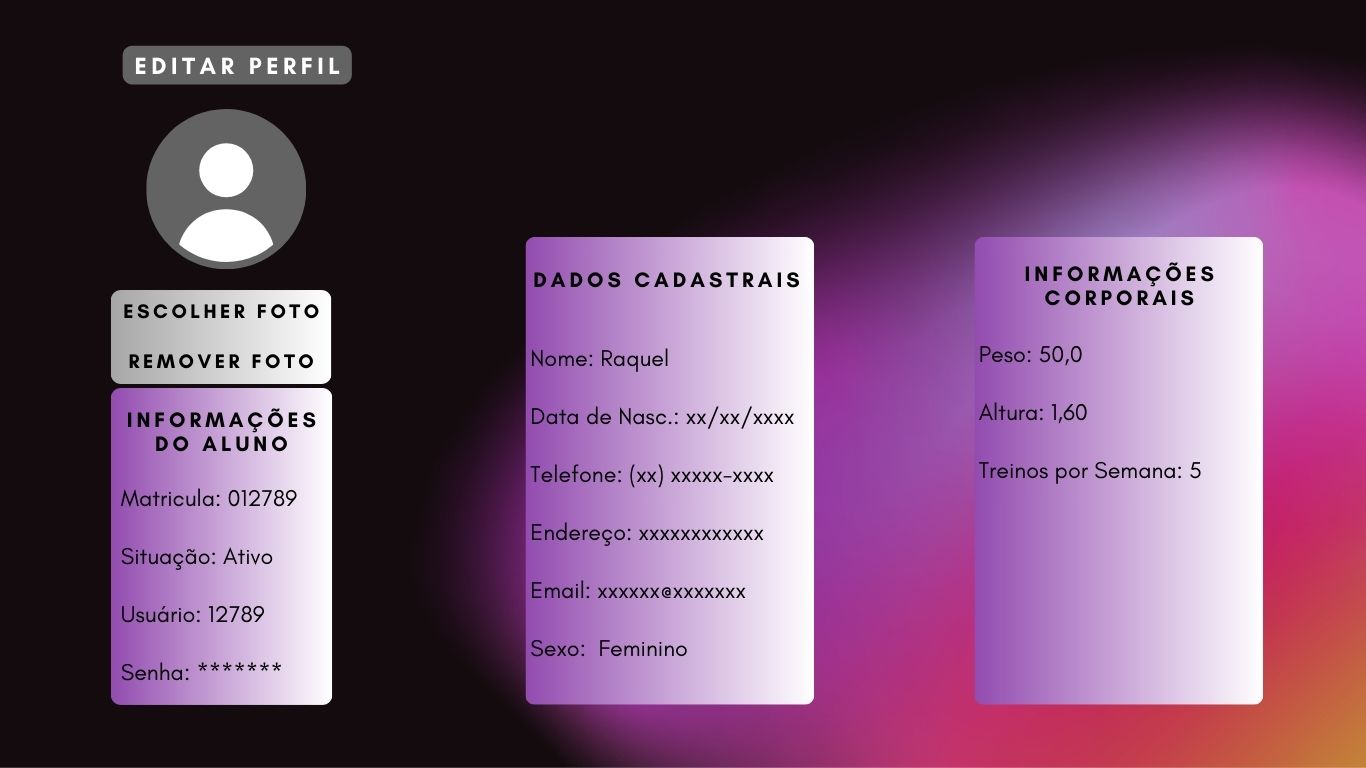 EDITAR PERFIL
ESCOLHER FOTO
REMOVER FOTO
INFORMAÇÕES
DO ALUNO
Matricula: 012789
Situação: Ativo
Usuário: 12789
Senha: *******
DADOS CADASTRAIS
Nome: Raquel
Data de Nasc.: xx/xx/xxxx
Telefone: (xx) xxxxx-xxxx
Endereço: xxxxxxxxxxxx
Email: xxxxxx@xxxxxxx
Sexo:  Feminino
INFORMAÇÕES
CORPORAIS
Peso: 50,0
Altura: 1,60
Treinos por Semana: 5